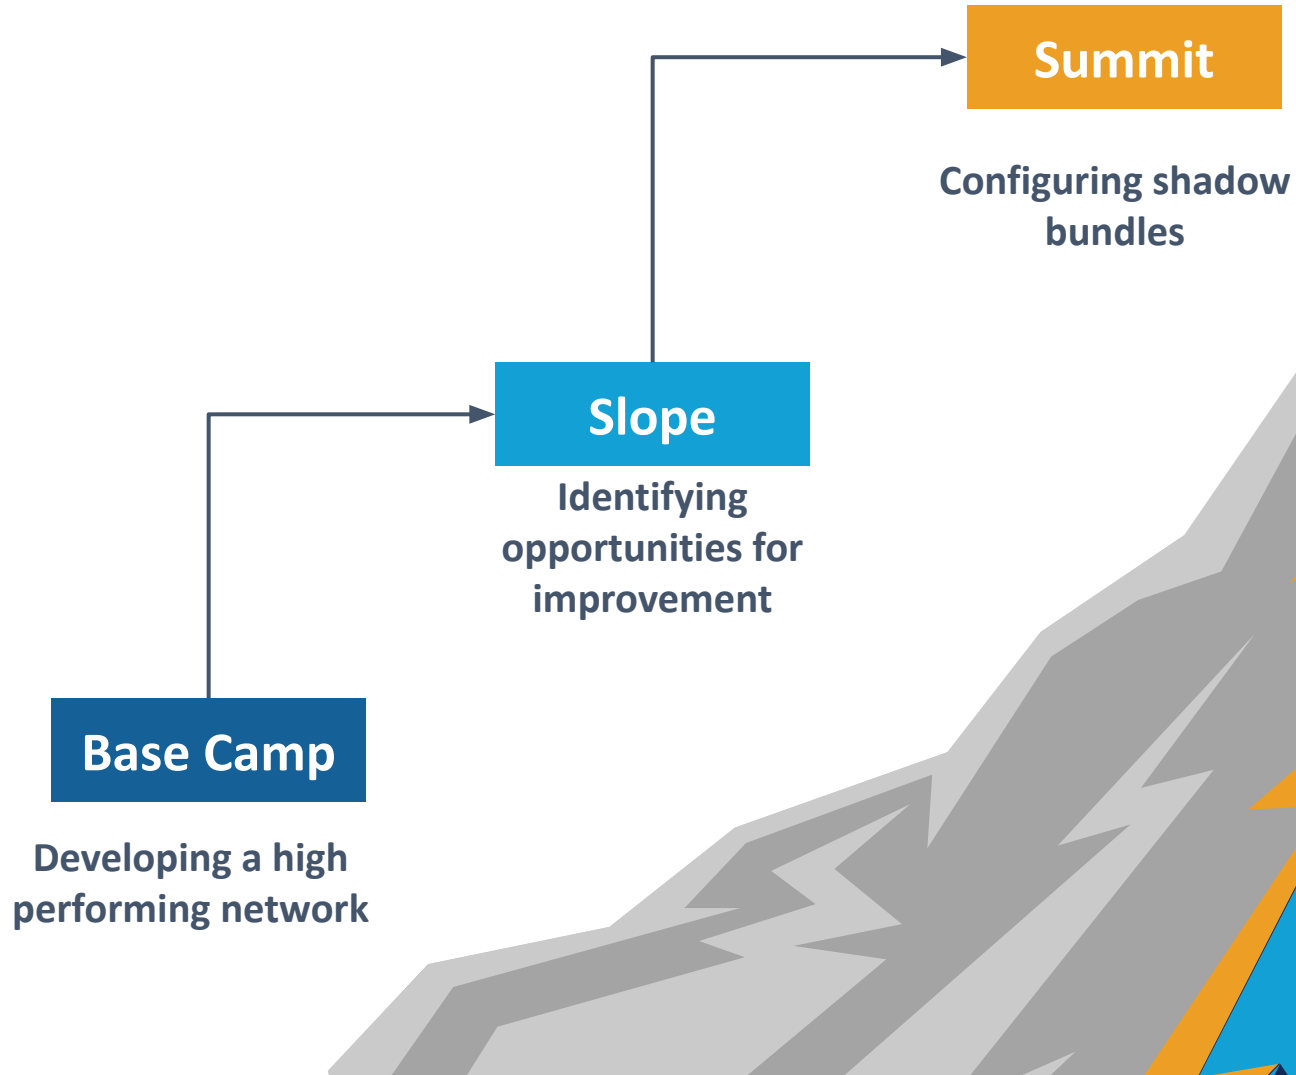 Summit
Configuring shadow
bundles
Slope
Identifying
opportunities for
improvement
Base Camp
Developing a high
performing network